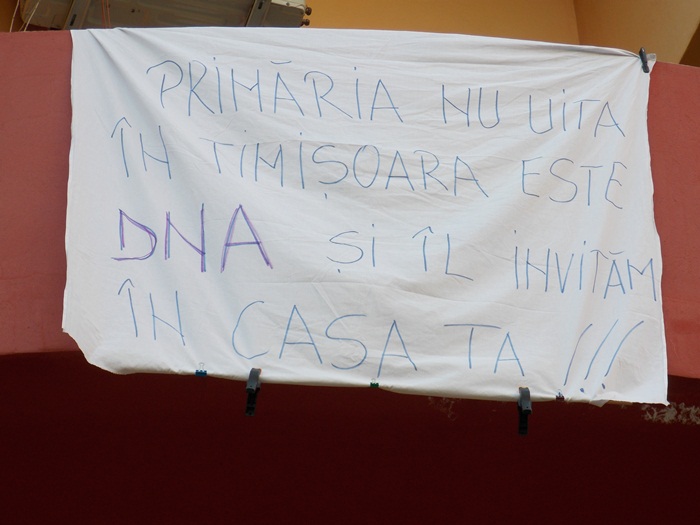 PRIMĂRIA NU UITA
ÎN TIMIȘOARA ESTE
DNA ȘI ÎL INVITĂM
ÎN CASA TA !!!